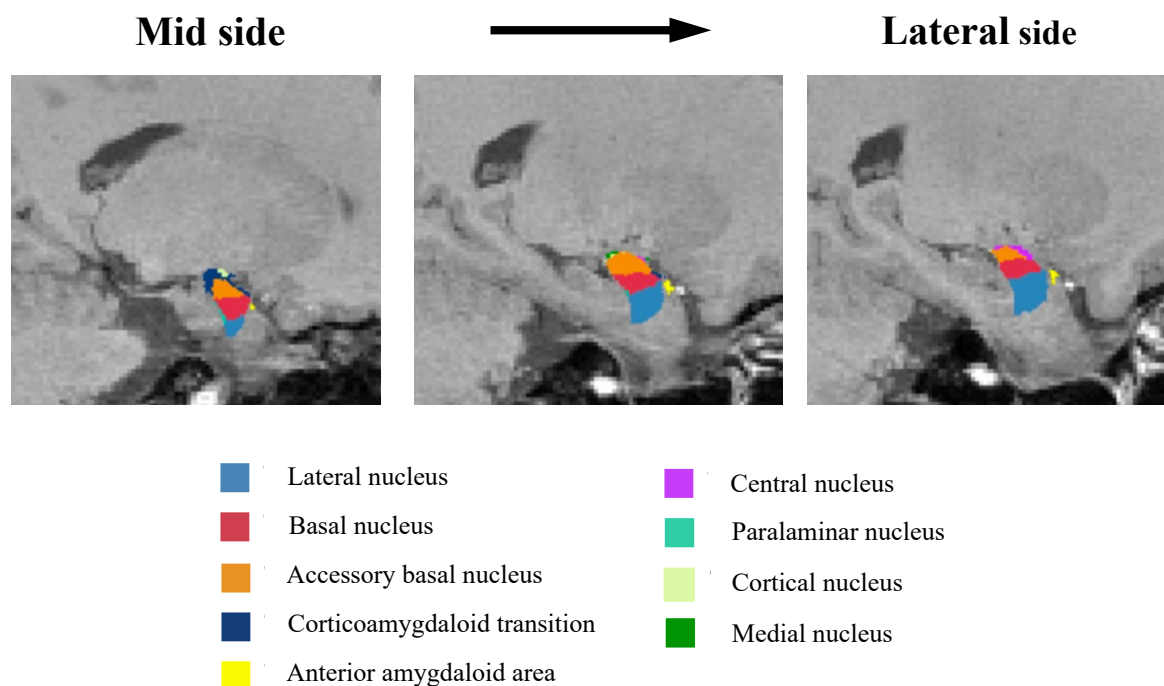 Mid side
Lateral side
Lateral nucleus
Basal nucleus
Accessory basal nucleus
Corticoamygdaloid transition
Anterior amygdaloid area
Central nucleus
Paralaminar nucleus
Cortical nucleus
Medial nucleus